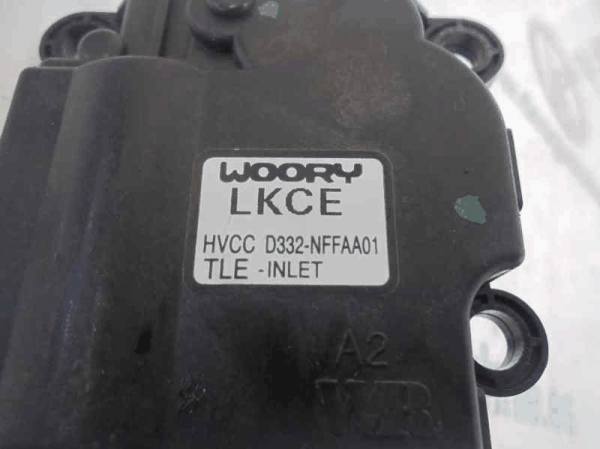 WOORY
LKCE
HVCC D332-NFFAA01
TLE -INLET
A2